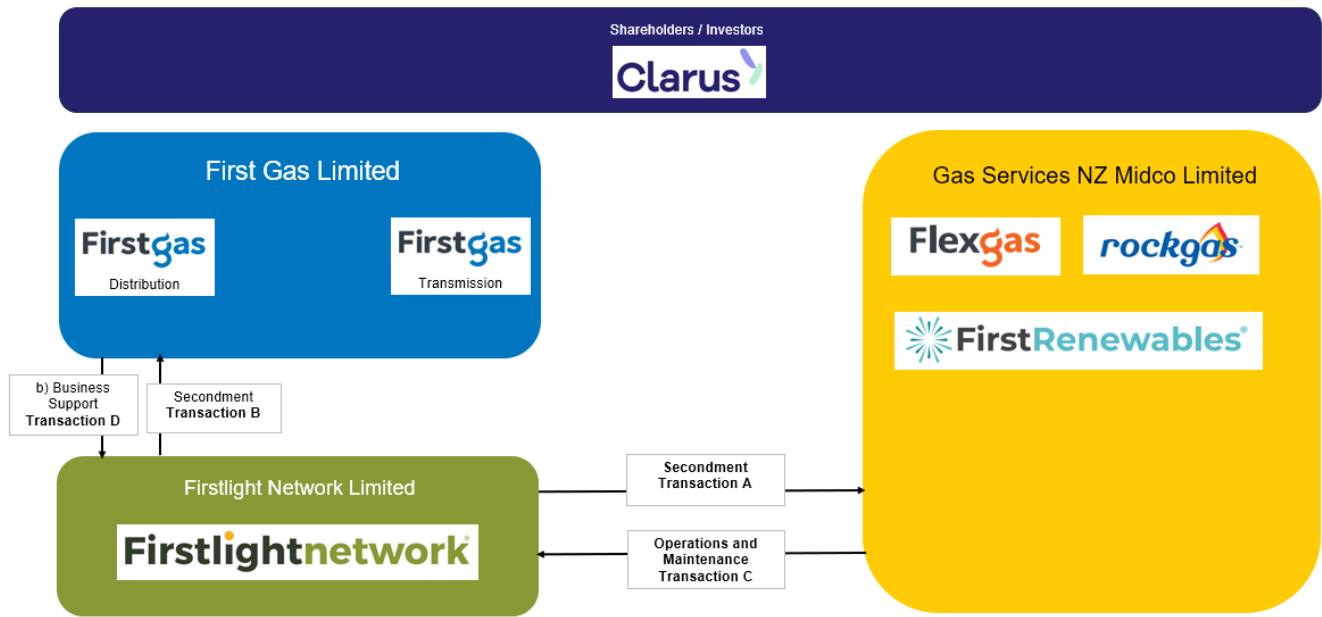 Shareholders / Investors
Clarus
First Gas Limited
Firstgas
Distribution
Firstgas
Transmission
Gas Services NZ Midco Limited
Flexgas
rockgas™
FirstRenewables®
b) Business
Support
Transaction D
Secondment
Transaction B
Firstlight Network Limited
Firstlightnetwork®
Secondment
Transaction A
Operations and
Maintenance
Transaction C